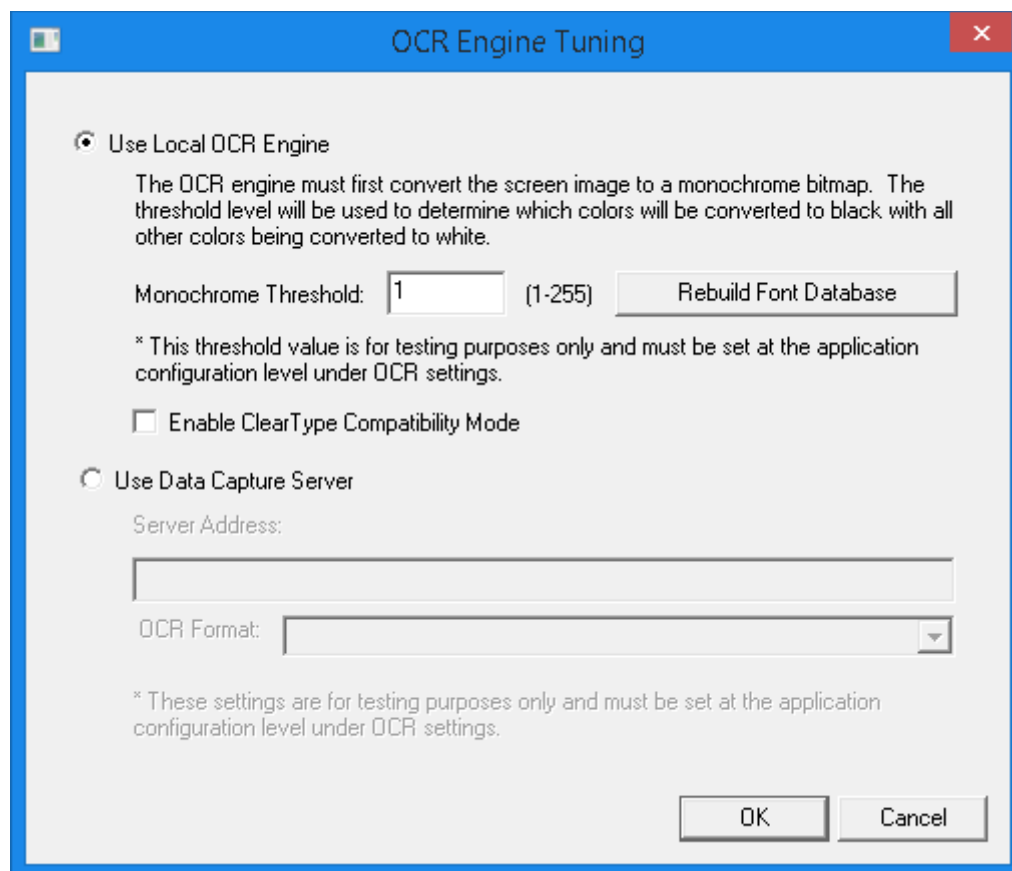 OCR Engine Tuning
Use Local OCR Engine
The OCR engine must first convert the screen image to a monochrome bitmap.  The
threshold level will be used to determine which colors will be converted to black with all
other colors being converted to white.
Monochrome Threshold: 1 (1-255) Rebuild Font Database
* This threshold value is for testing purposes only and must be set at the application
configuration level under OCR settings.
Enable ClearType Compatibility Mode
Use Data Capture Server
Server Address:
OCR Format:
* These settings are for testing purposes only and must be set at the application
configuration level under OCR settings.
OK Cancel